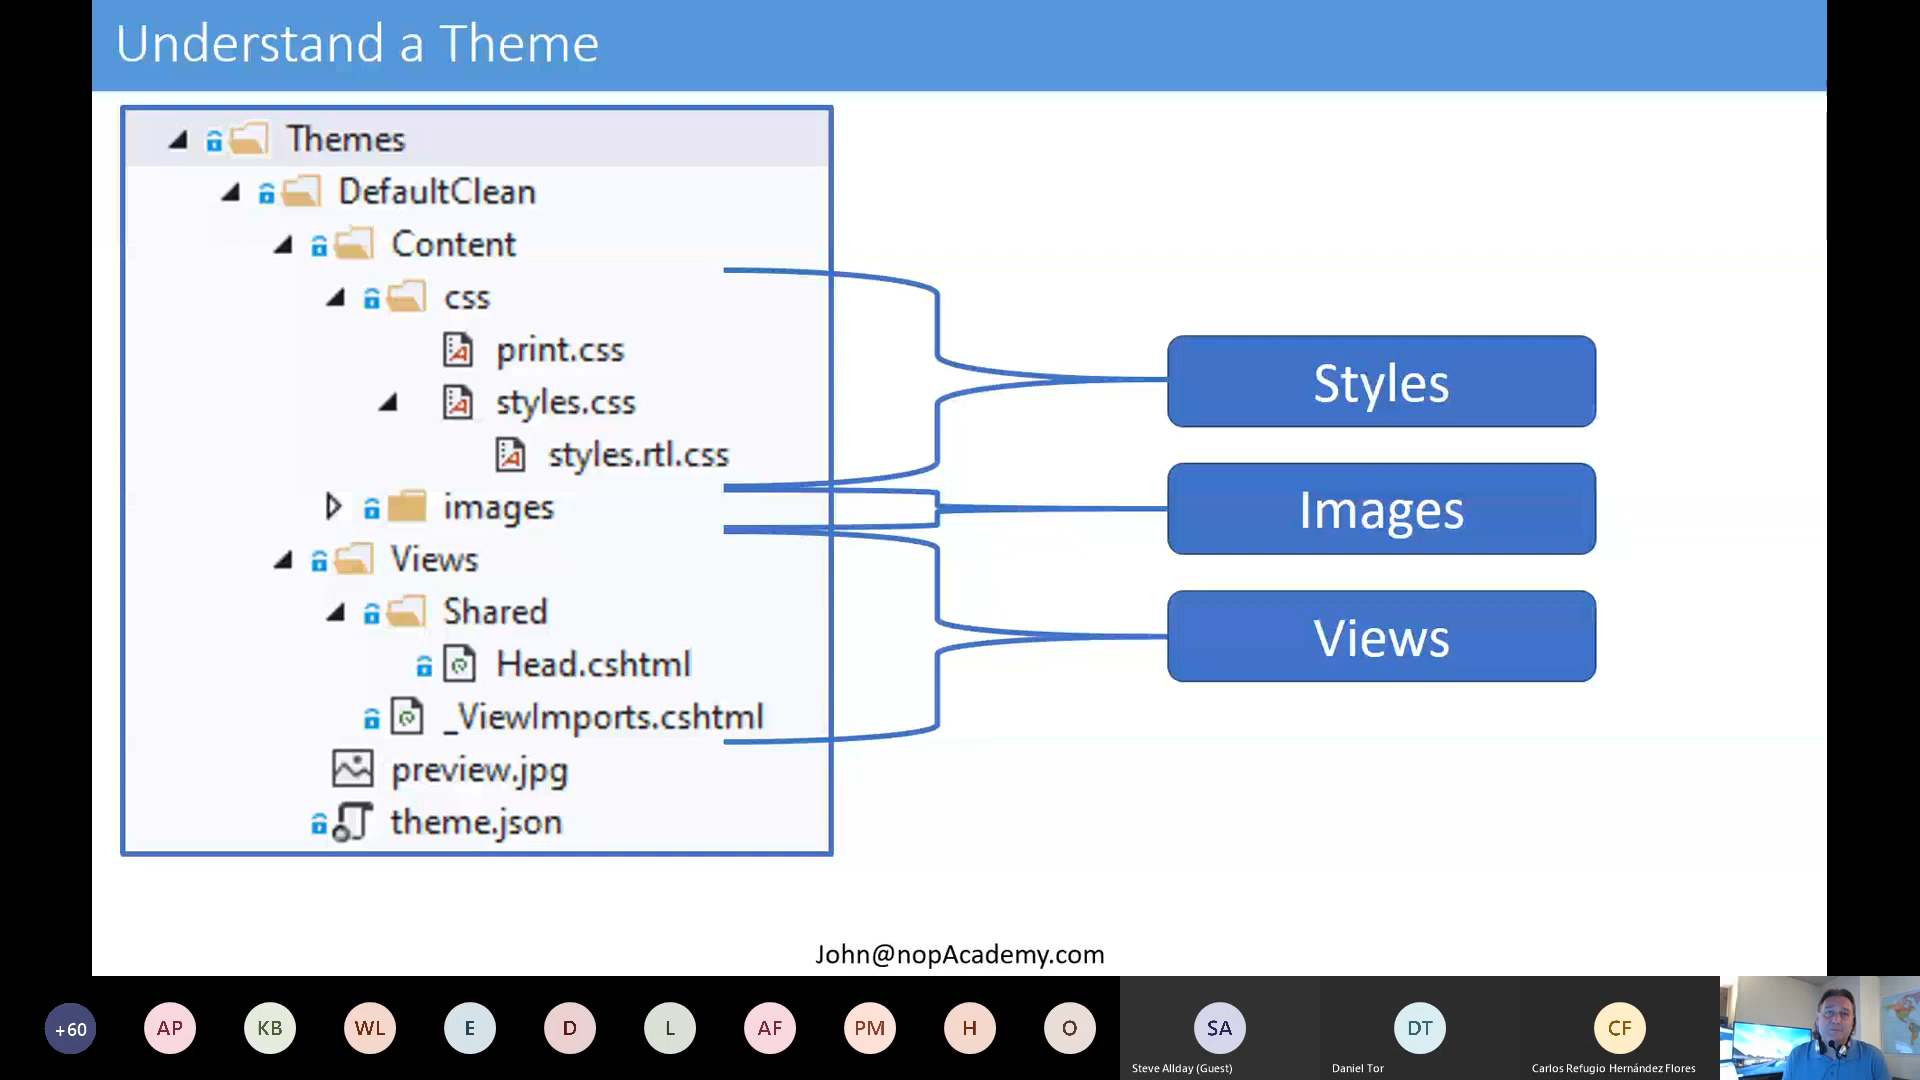 Understand a Theme
Themes
DefaultClean
Content
css
print.css
styles.css
styles.rtl.css
images
Views
Shared
Head.cshtml
_ViewImports.cshtml
preview.jpg
theme.json
Styles
Images
Views
John@nopAcademy.com
+60
AP
KB
WL
E
D
L
AF
PM
H
O
SA
DT
CF
Steve Allday (Guest)
Daniel Tor
Carlos Refugio Hernández Flores